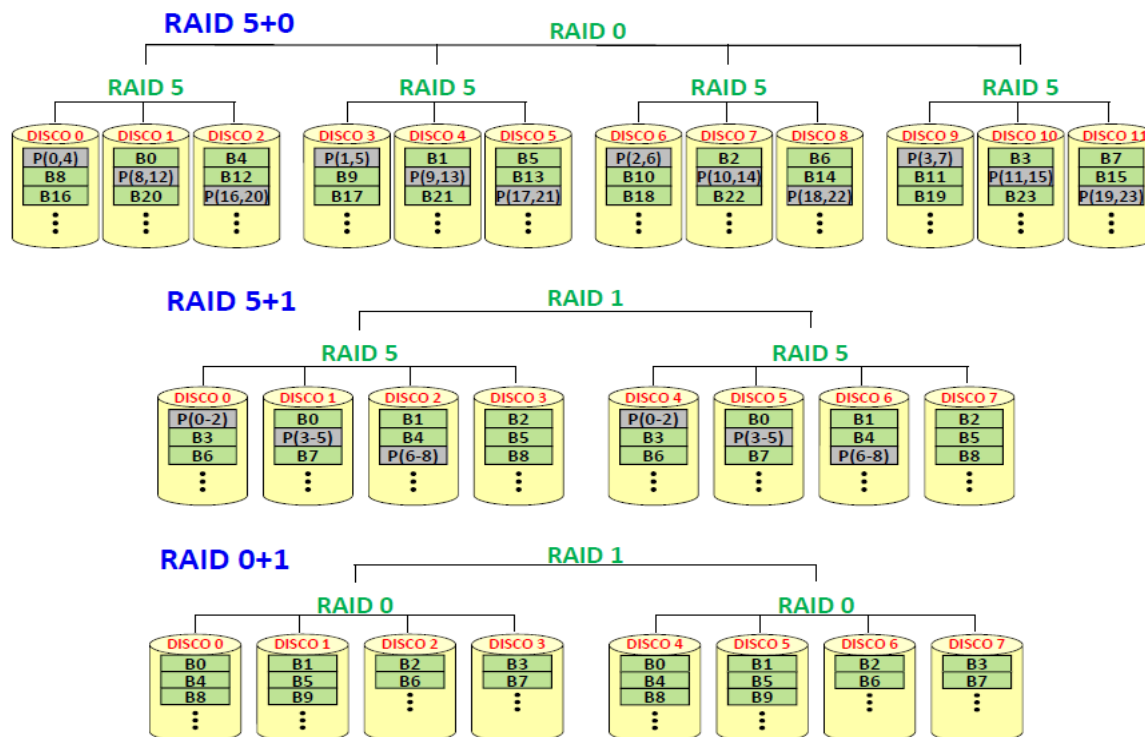 RAID 5+0
RAID 0
RAID 5 RAID 5 RAID 5 RAID 5
DISCO 0 DISCO 1 DISCO 2 DISCO 3 DISCO 4 DISCO 5 DISCO 6 DISCO 7 DISCO 8 DISCO 9 DISCO 10 DISCO 11
P(0,4) B0 B4 P(1,5) B1 B5 P(2,6) B2 B6 P(3,7) B3 B7
B8 P(8,12) B12 B9 P(9,13) B13 B10 P(10,14) B14 B11 P(11,15) B15
B16 B20 P(16,20) B17 B21 P(17,21) B18 B22 P(18,22) B19 B23 P(19,23)
RAID 5+1
RAID 1
RAID 5 RAID 5
DISCO 0 DISCO 1 DISCO 2 DISCO 3 DISCO 4 DISCO 5 DISCO 6 DISCO 7
P(0-2) B0 B1 B2 P(0-2) B0 B1 B2
B3 P(3-5) B4 B5 B3 P(3-5) B4 B5
B6 B7 P(6-8) B8 B6 B7 P(6-8) B8
RAID 0+1
RAID 1
RAID 0 RAID 0
DISCO 0 DISCO 1 DISCO 2 DISCO 3 DISCO 4 DISCO 5 DISCO 6 DISCO 7
B0 B1 B2 B3 B0 B1 B2 B3
B4 B5 B6 B7 B4 B5 B6 B7
B8 B9 B8 B9